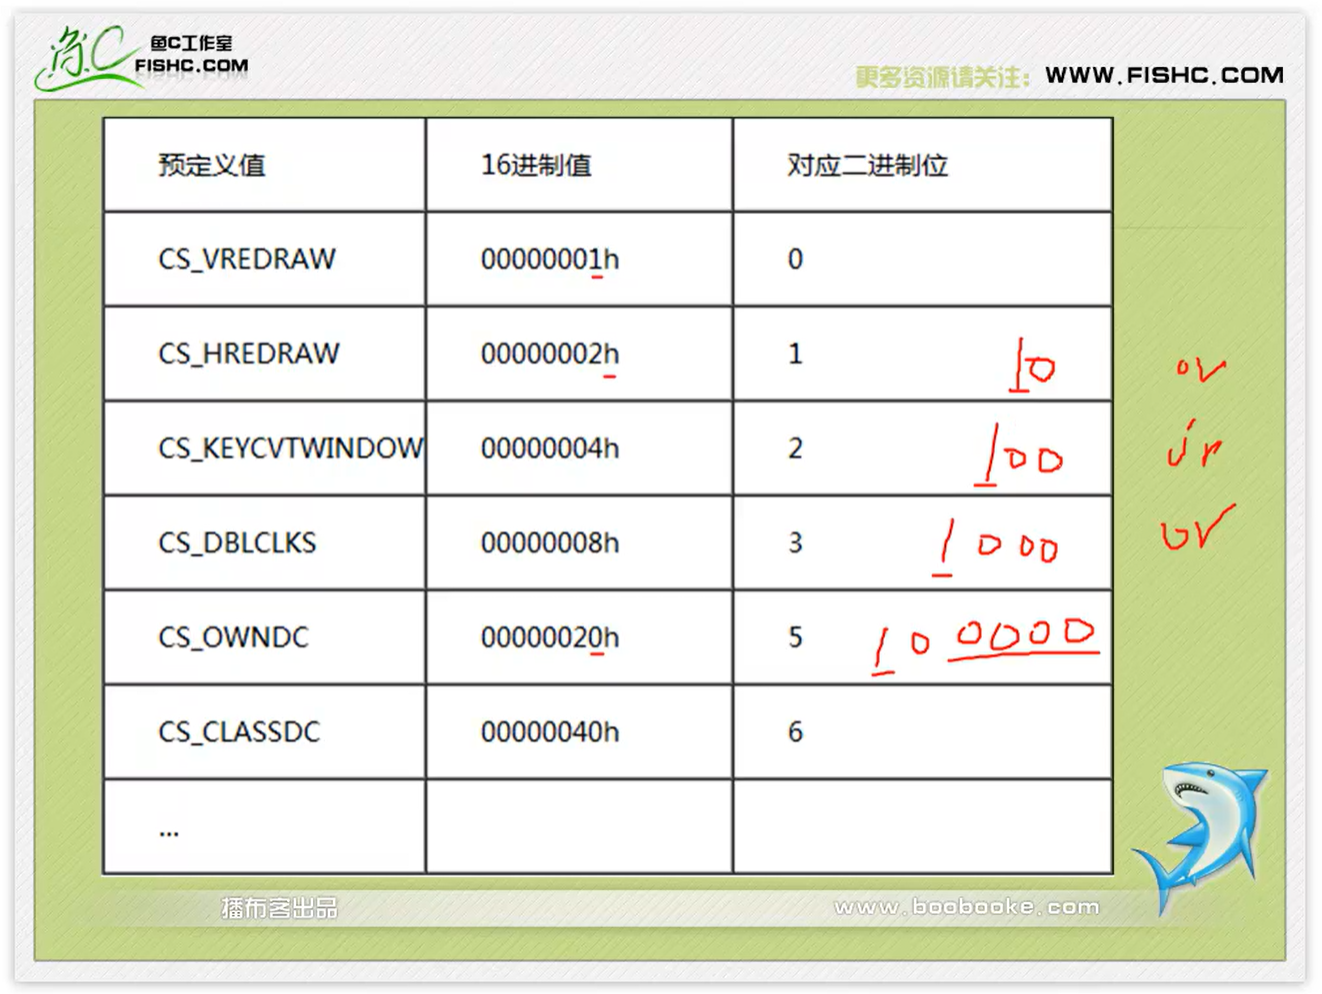 鱼C
鱼C工作室
FISHC.COM
更多资源请关注: WWW.FISHC.COM
预定义值 16进制值 对应二进制位
CS_VREDRAW 00000001h 0
CS_HREDRAW 00000002h 1 10
CS_KEYCVTWINDOW 00000004h 2 100
CS_DBLCLKS 00000008h 3 1000
CS_OWNDC 00000020h 5 100000
CS_CLASSDC 00000040h 6
...
播布客出品 www.boobooke.com